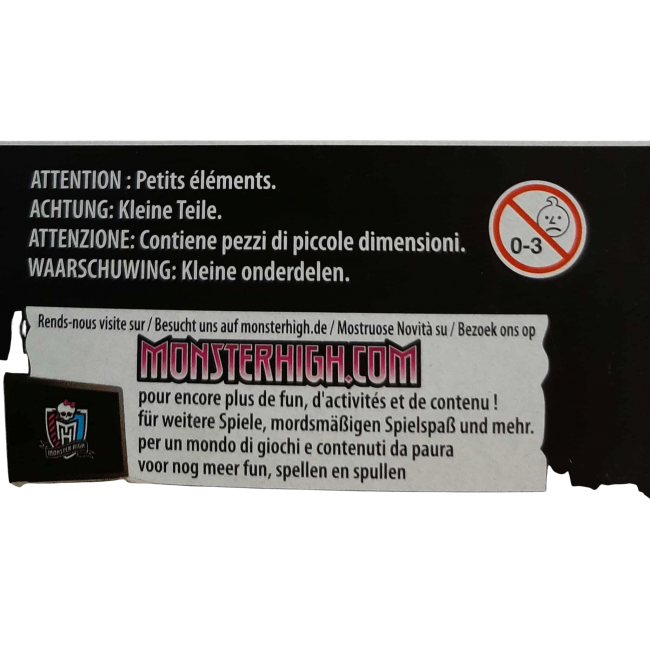 ATTENTION : Petits éléments.
ACHTUNG: Kleine Teile.
ATTENZIONE: Contiene pezzi di piccole dimensioni.
WAARSCHUWING: Kleine onderdelen.
0-3
Rends-nous visite sur / Besucht uns auf monsterhigh.de / Mostruose Novità su / Bezoek ons op
MONSTERHIGH.COM
pour encore plus de fun, d'activités et de contenu !
für weitere Spiele, mordsmäßigen Spielspaß und mehr.
per un mondo di giochi e contenuti da paura
voor nog meer fun, spellen en spullen
MH
MONSTER HIGH